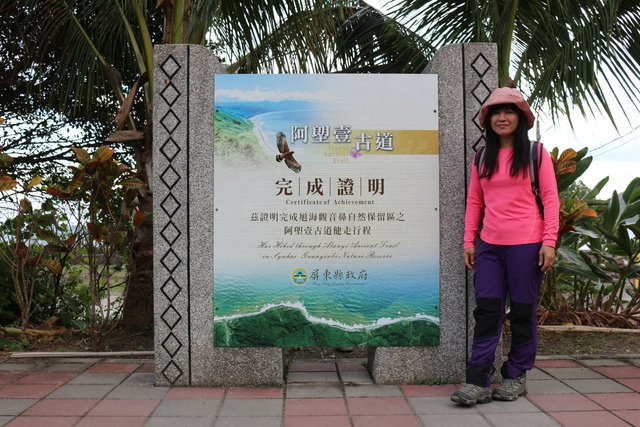 阿塱壹古道
Ancient
Trail
完成證明
Certificate of Achievement
茲證明完成旭海觀音鼻自然保留區之
阿塱壹古道健走行程
Has Hiked through Alangyi Ancient Trail
in Syuhai-Guanyinbi Nature Reserve
屏東縣政府